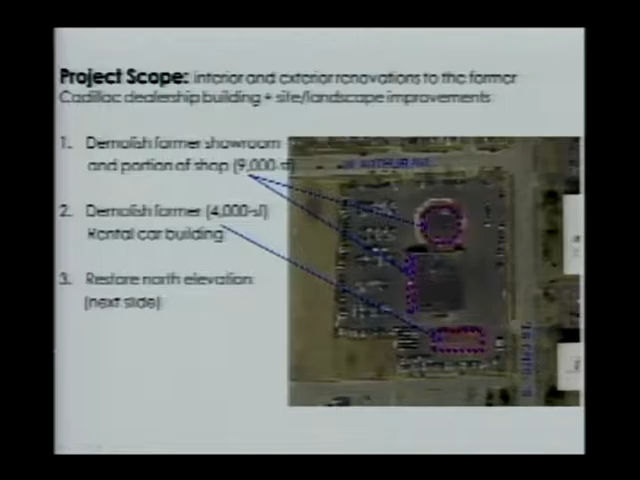 Project Scope: interior and exterior renovations to the former
Cadillac dealership building + site/landscape improvements
1. Demolish former showroom
and portion of shop (9,000-sf)
2. Demolish former (4,000-sf)
Rental car building
3. Restore north elevation
(next slide)